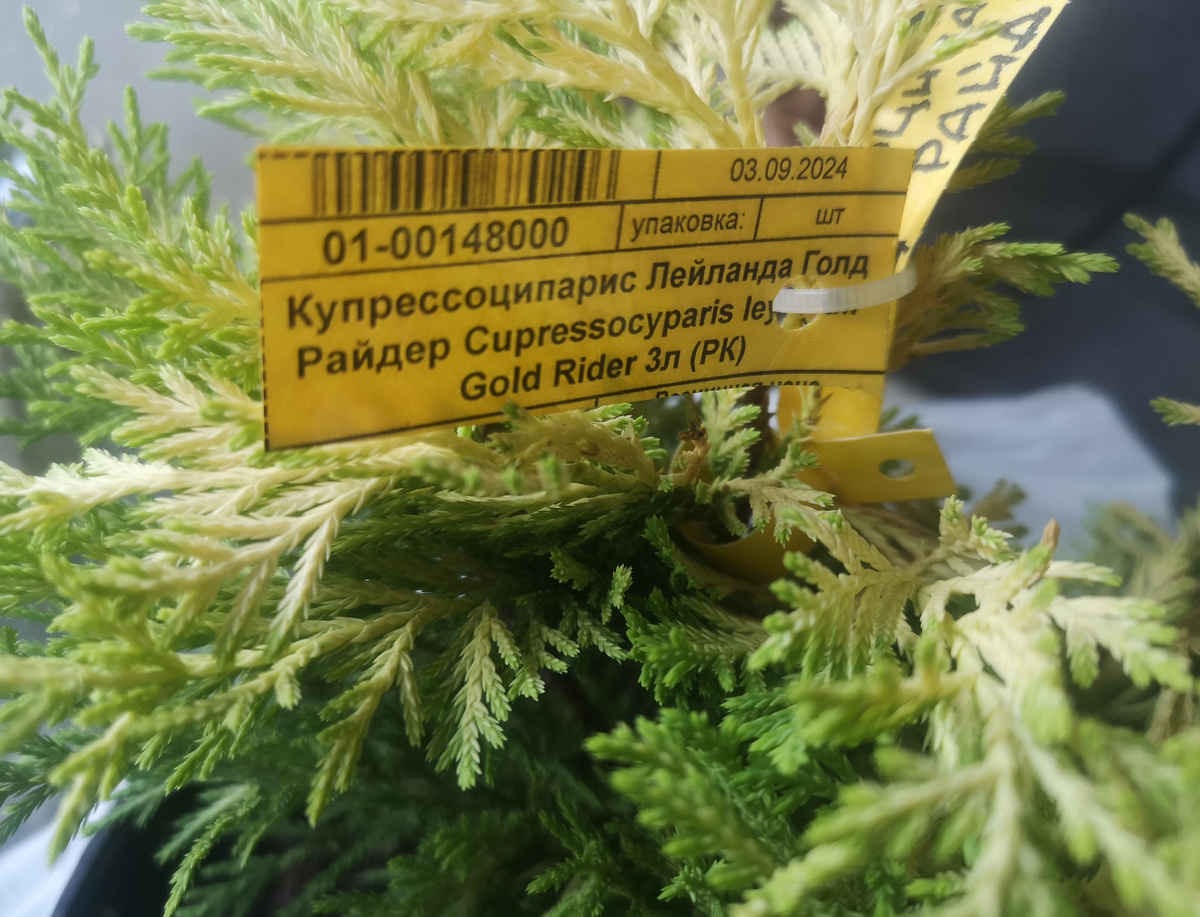 03.09.2024
01-00148000 упаковка: шт
Купрессоципарис Лейланда Голд
Райдер Cupressocyparis
Gold Rider 3л (РК)